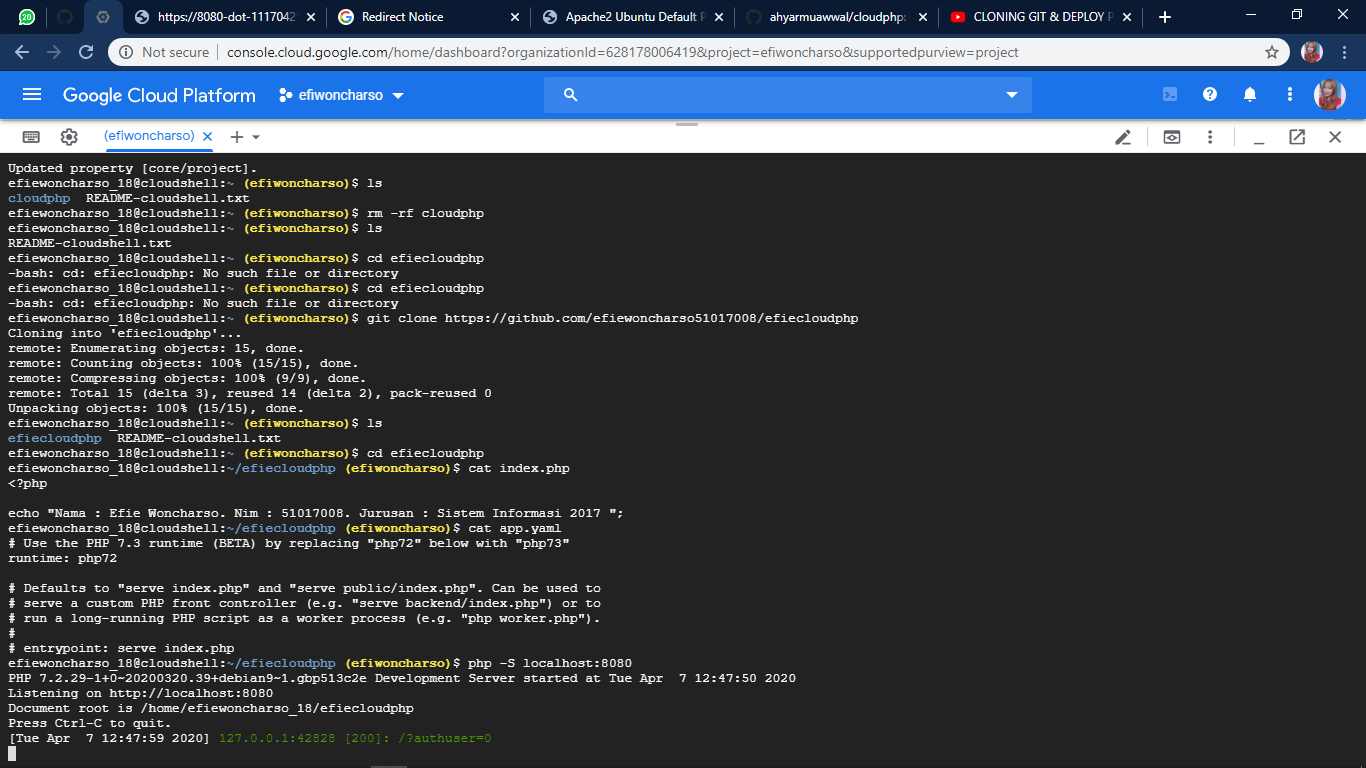 20
https://8080-dot-1117042
Redirect Notice
Apache2 Ubuntu Default P
ahyarmuawwal/cloudphp:
CLONING GIT & DEPLOY P
Not secure
console.cloud.google.com/home/dashboard?organizationId=628178006419&project=efiwoncharso&supportedpurview=project
Google Cloud Platform
efiwoncharso
(efiwoncharso)
Updated property [core/project].
efiewoncharso_18@cloudshell:~ (efiwoncharso)$ ls
cloudphp  README-cloudshell.txt
efiewoncharso_18@cloudshell:~ (efiwoncharso)$ rm -rf cloudphp
efiewoncharso_18@cloudshell:~ (efiwoncharso)$ ls
README-cloudshell.txt
efiewoncharso_18@cloudshell:~ (efiwoncharso)$ cd efiecloudphp
-bash: cd: efiecloudphp: No such file or directory
efiewoncharso_18@cloudshell:~ (efiwoncharso)$ cd efiecloudphp
-bash: cd: efiecloudphp: No such file or directory
efiewoncharso_18@cloudshell:~ (efiwoncharso)$ git clone https://github.com/efiewoncharso51017008/efiecloudphp
Cloning into 'efiecloudphp'...
remote: Enumerating objects: 15, done.
remote: Counting objects: 100% (15/15), done.
remote: Compressing objects: 100% (9/9), done.
remote: Total 15 (delta 3), reused 14 (delta 2), pack-reused 0
Unpacking objects: 100% (15/15), done.
efiewoncharso_18@cloudshell:~ (efiwoncharso)$ ls
efiecloudphp  README-cloudshell.txt
efiewoncharso_18@cloudshell:~ (efiwoncharso)$ cd efiecloudphp
efiewoncharso_18@cloudshell:~/efiecloudphp (efiwoncharso)$ cat index.php
<?php
echo "Nama : Efie Woncharso. Nim : 51017008. Jurusan : Sistem Informasi 2017 ";
efiewoncharso_18@cloudshell:~/efiecloudphp (efiwoncharso)$ cat app.yaml
# Use the PHP 7.3 runtime (BETA) by replacing "php72" below with "php73"
runtime: php72
# Defaults to "serve index.php" and "serve public/index.php". Can be used to
# serve a custom PHP front controller (e.g. "serve backend/index.php") or to
# run a long-running PHP script as a worker process (e.g. "php worker.php").
#
# entrypoint: serve index.php
efiewoncharso_18@cloudshell:~/efiecloudphp (efiwoncharso)$ php -S localhost:8080
PHP 7.2.29-1+0~20200320.39+debian9~1.gbp513c2e Development Server started at Tue Apr  7 12:47:50 2020
Listening on http://localhost:8080
Document root is /home/efiewoncharso_18/efiecloudphp
Press Ctrl-C to quit.
[Tue Apr  7 12:47:59 2020] 127.0.0.1:42828 [200]: /?authuser=0